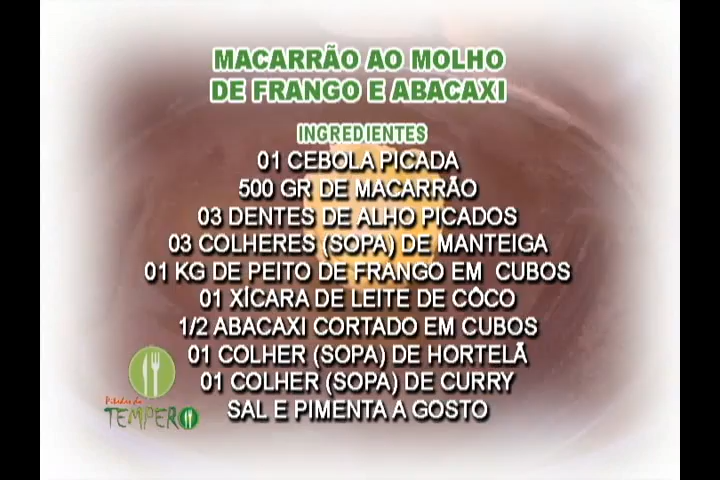 MACARRÃO AO MOLHO
DE FRANGO E ABACAXI
INGREDIENTES
01 CEBOLA PICADA
500 GR DE MACARRÃO
03 DENTES DE ALHO PICADOS
03 COLHERES (SOPA) DE MANTEIGA
01 KG DE PEITO DE FRANGO EM CUBOS
01 XÍCARA DE LEITE DE CÔCO
1/2 ABACAXI CORTADO EM CUBOS
01 COLHER (SOPA) DE HORTELÃ
01 COLHER (SOPA) DE CURRY
SAL E PIMENTA A GOSTO
Pitadas de
TEMPERO